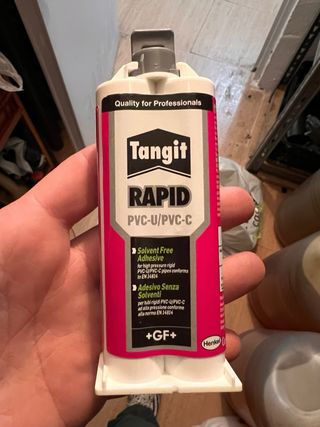 Quality for Professionals
Tangit
RAPID
PVC-U/PVC-C
Solvent Free
Adhesive
for high pressure rigid
PVC-U/PVC-C pipes conforms
to EN 14814
Adesivo Senza
Solventi
per tubi rigidi PVC-U/PVC-C
ad alta pressione conforme
alla norma EN 14814
+GF+
Henkel